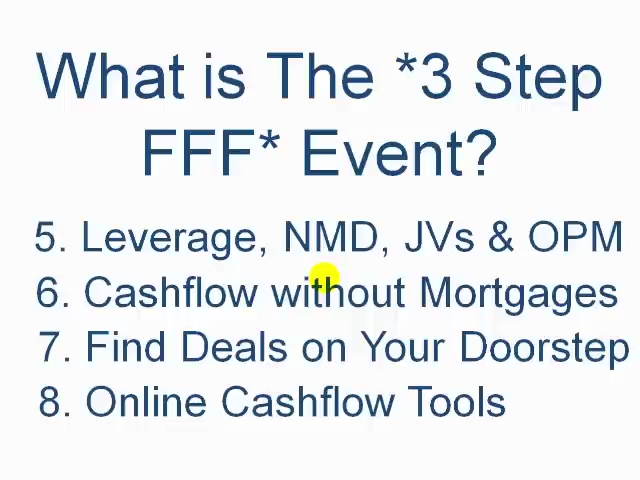 What is The *3 Step
FFF* Event?
5. Leverage, NMD, JVs & OPM
6. Cashflow without Mortgages
7. Find Deals on Your Doorstep
8. Online Cashflow Tools